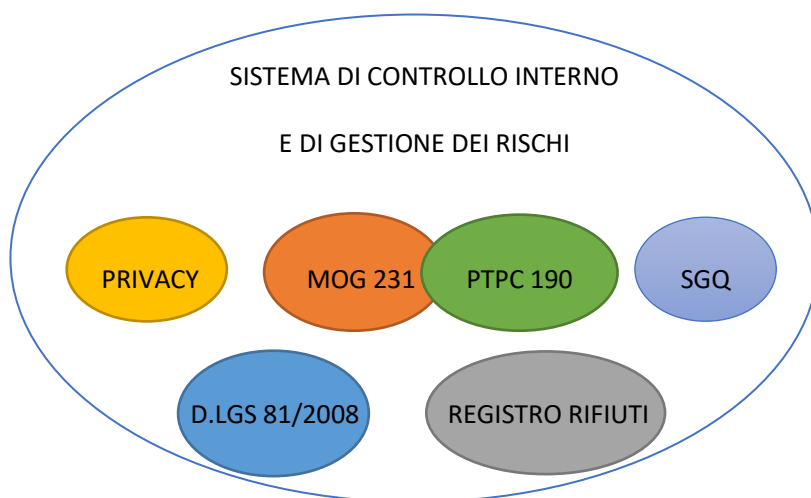 SISTEMA DI CONTROLLO INTERNO
E DI GESTIONE DEI RISCHI
PRIVACY
MOG 231
PTPC 190
SGQ
D.LGS 81/2008
REGISTRO RIFIUTI